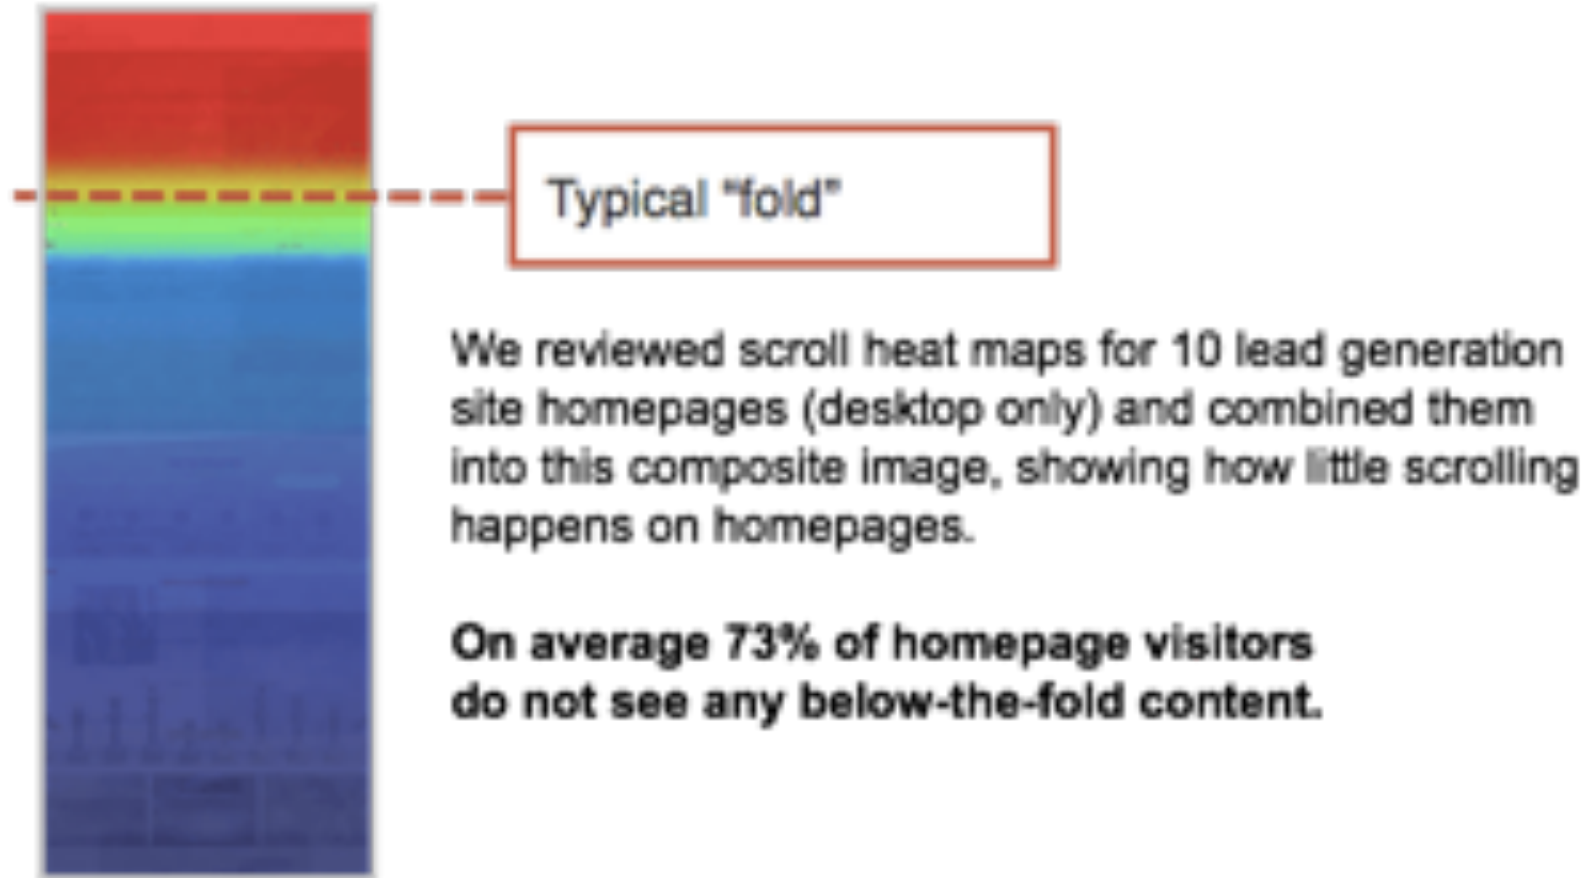 Typical “fold”
We reviewed scroll heat maps for 10 lead generation
site homepages (desktop only) and combined them
into this composite image, showing how little scrolling
happens on homepages.
On average 73% of homepage visitors
do not see any below-the-fold content.